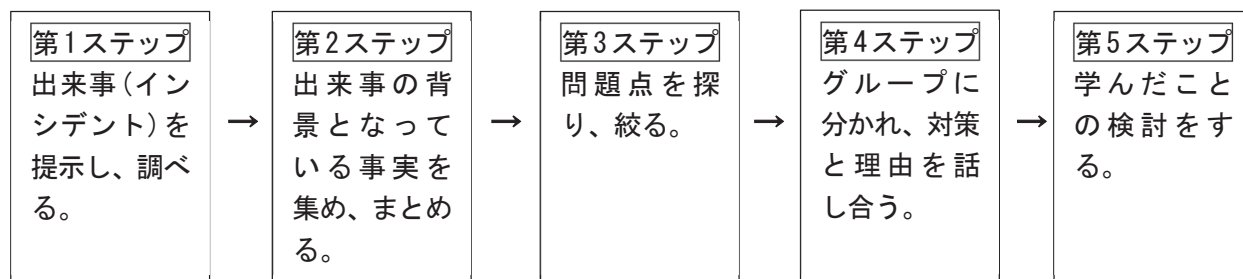 第1ステップ
出来事(イン
シデント)を
提示し、調べ
る。
→
第2ステップ
出来事の背
景となって
いる事実を
集め、まとめ
る。
→
第3ステップ
問題点を探
り、絞る。
→
第4ステップ
グループに
分かれ、対策
と理由を話
し合う。
→
第5ステップ
学んだこと
の検討をす
る。